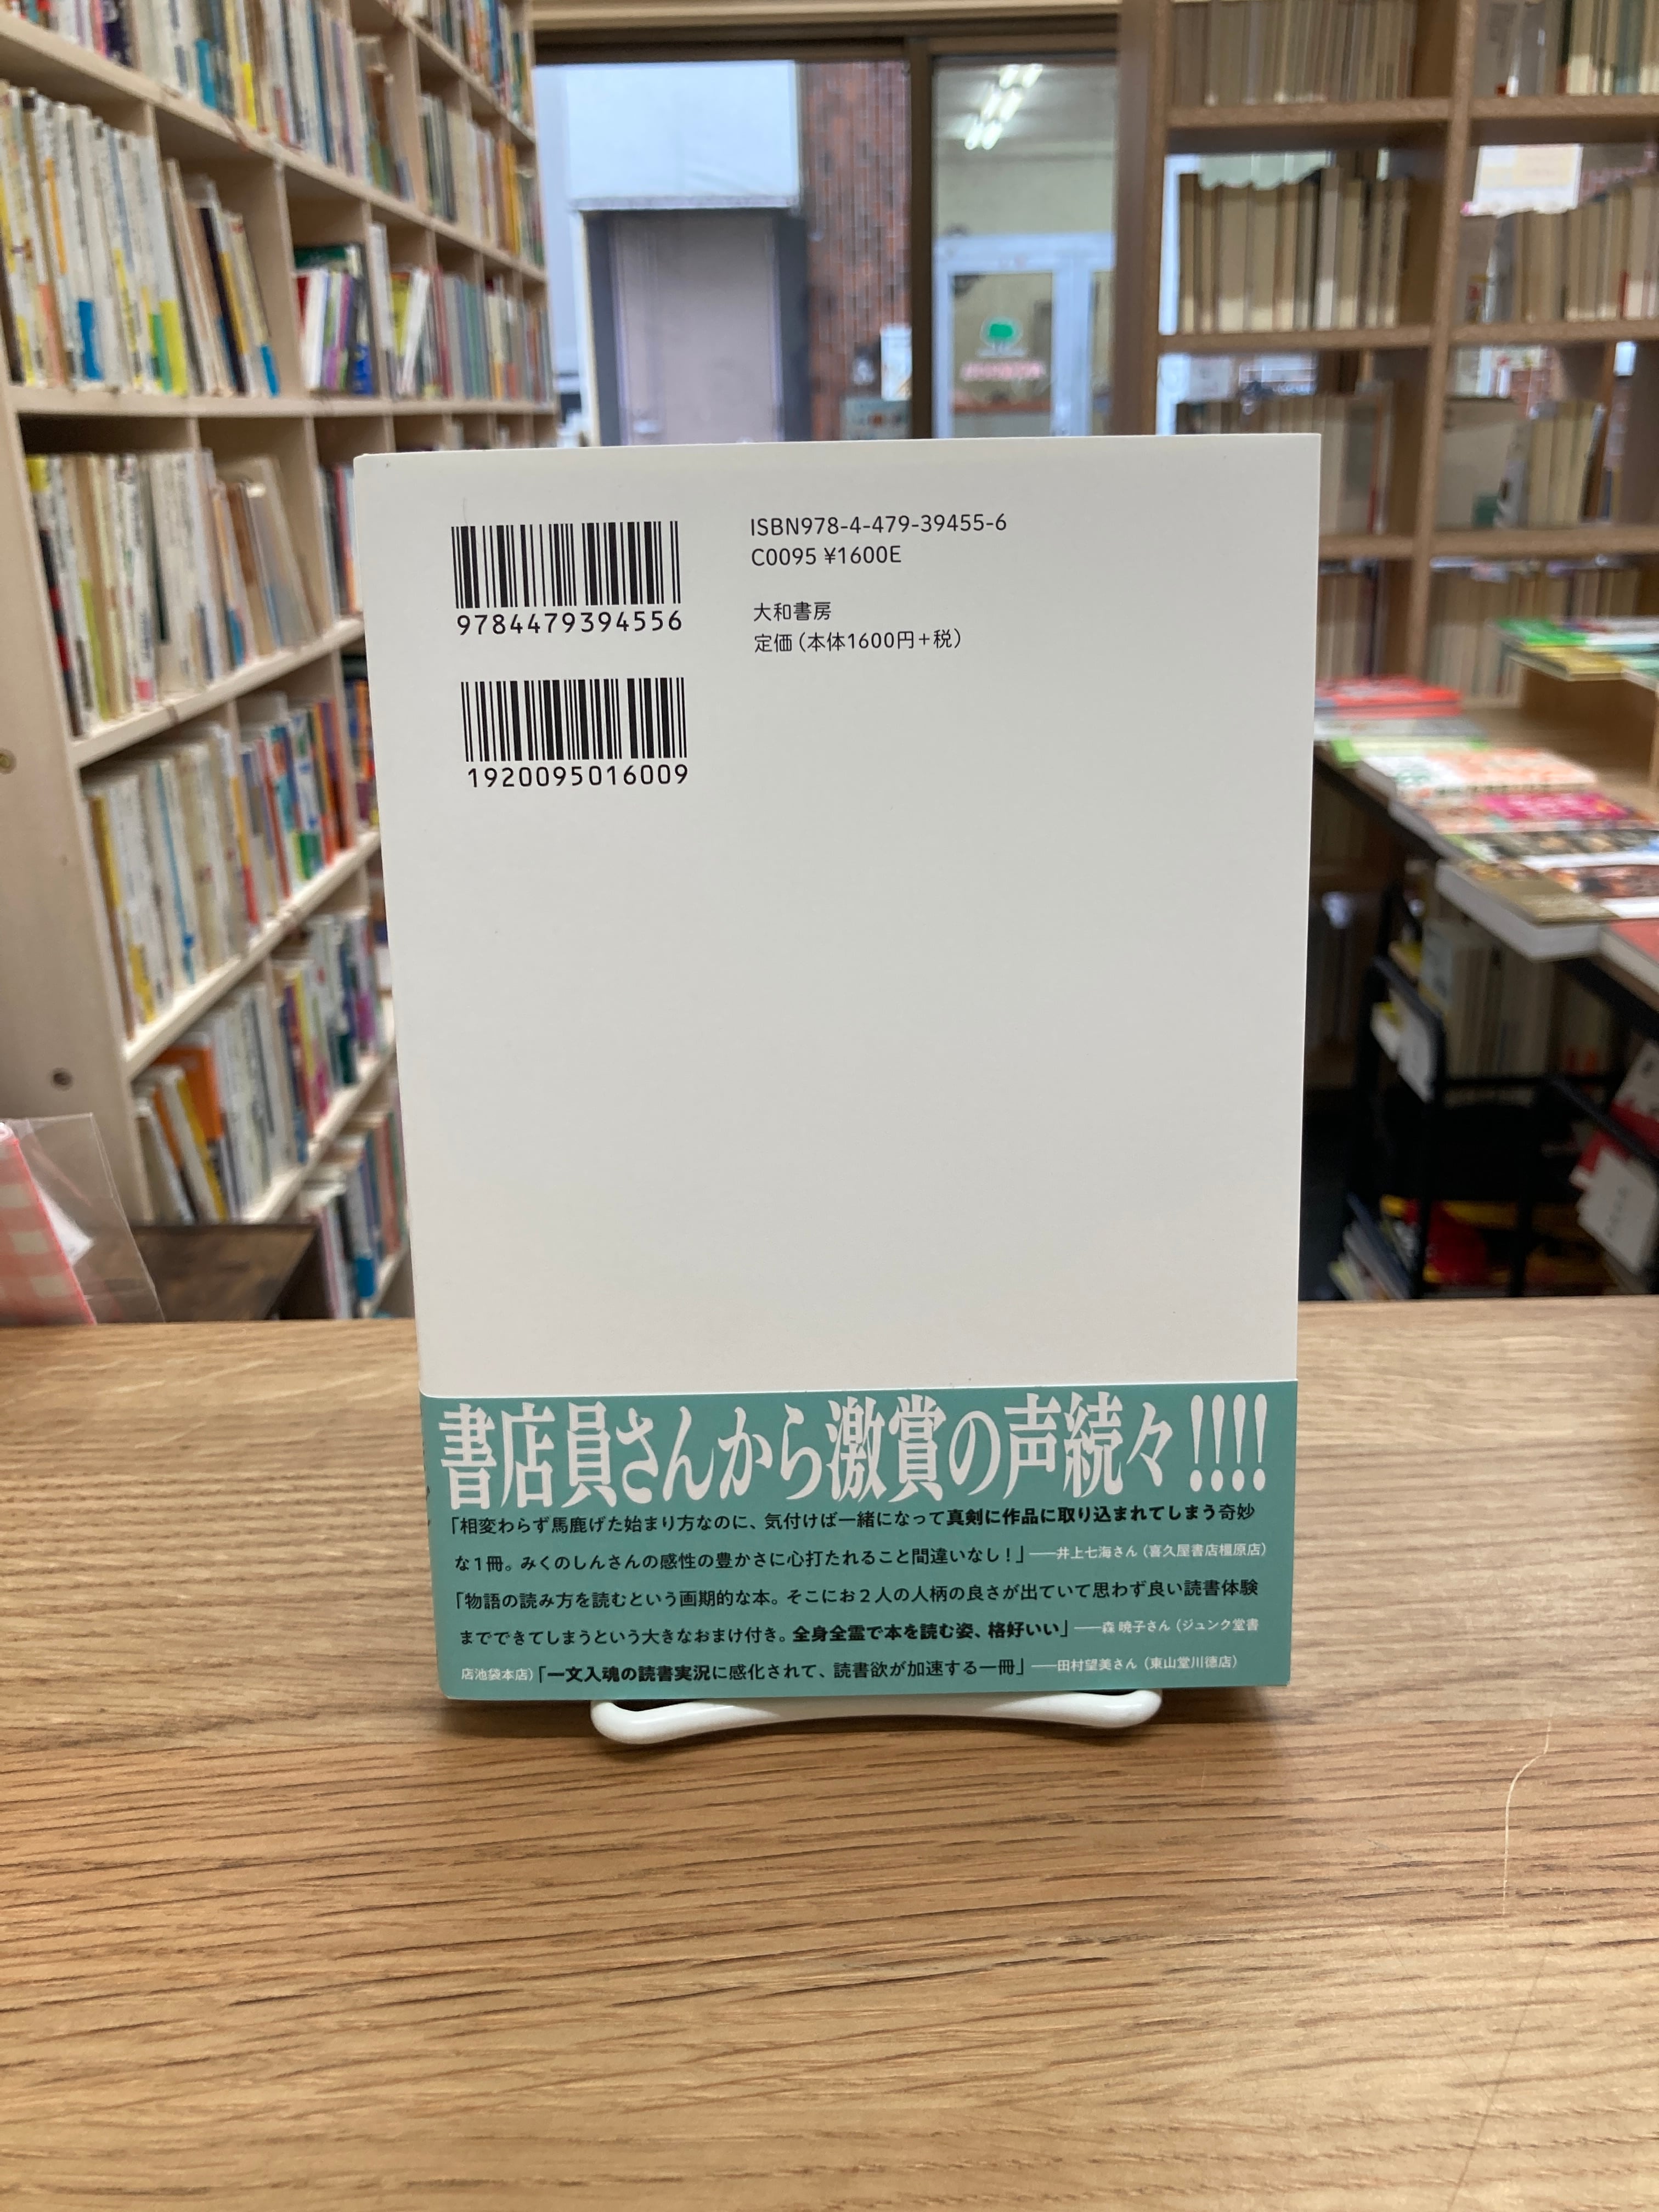 ISBN978-4-479-39455-6
C0095 ¥1600E
大和書房
定価（本体1600円＋税）
9784479394556
1920095016009
書店員さんから激賞の声続々!!!!
「相変わらず馬鹿げた始まり方なのに、気付けば一緒になって真剣に作品に取り込まれてしまう奇妙
な1冊。みくのしんさんの感性の豊かさに心打たれること間違いなし！」──井上七海さん（喜久屋書店橿原店）
「物語の読み方を読むという画期的な本。そこにお２人の人柄の良さが出ていて思わず良い読書体験
までできてしまうという大きなおまけ付き。全身全霊で本を読む姿、格好いい」──森 暁子さん（ジュンク堂書
店池袋本店）「一文入魂の読書実況に感化されて、読書欲が加速する一冊」──田村望美さん（東山堂川徳店）